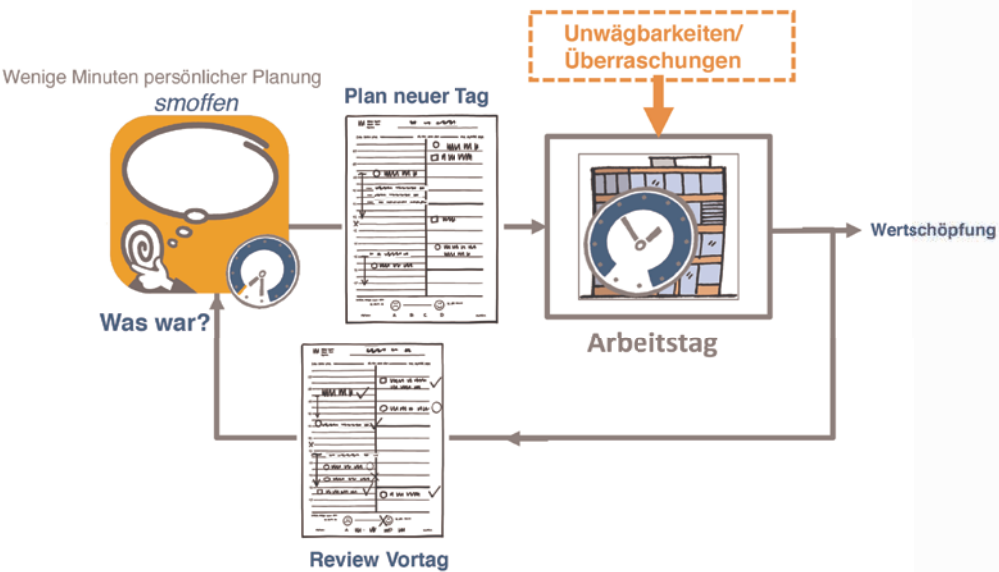 Unwägbarkeiten/
Überraschungen
Wenige Minuten persönlicher Planung
smoffen
Plan neuer Tag
A B C D
Wertschöpfung
Was war?
Arbeitstag
Review Vortag